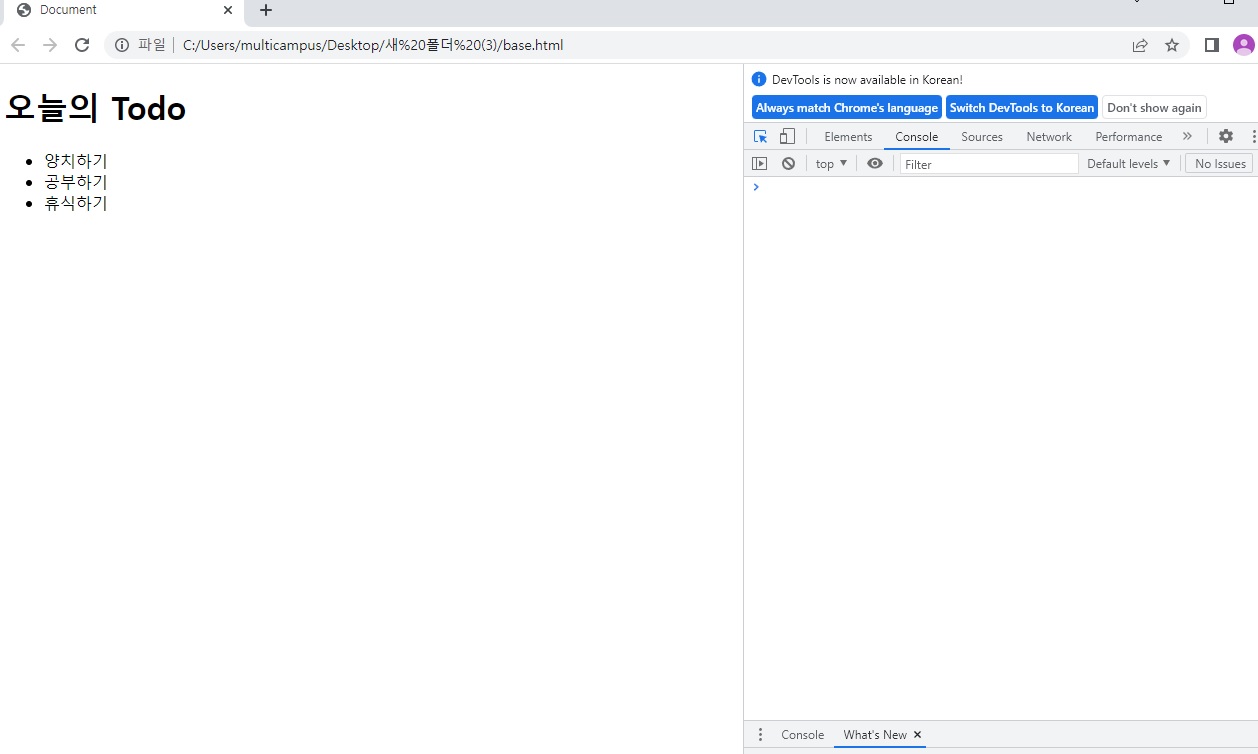 Document
파일 C:/Users/multicampus/Desktop/새%20폴더%20(3)/base.html
오늘의 Todo
양치하기
공부하기
휴식하기
DevTools is now available in Korean!
Always match Chrome's language Switch DevTools to Korean Don't show again
Elements Console Sources Network Performance »
top Filter Default levels No Issues
Console What's New